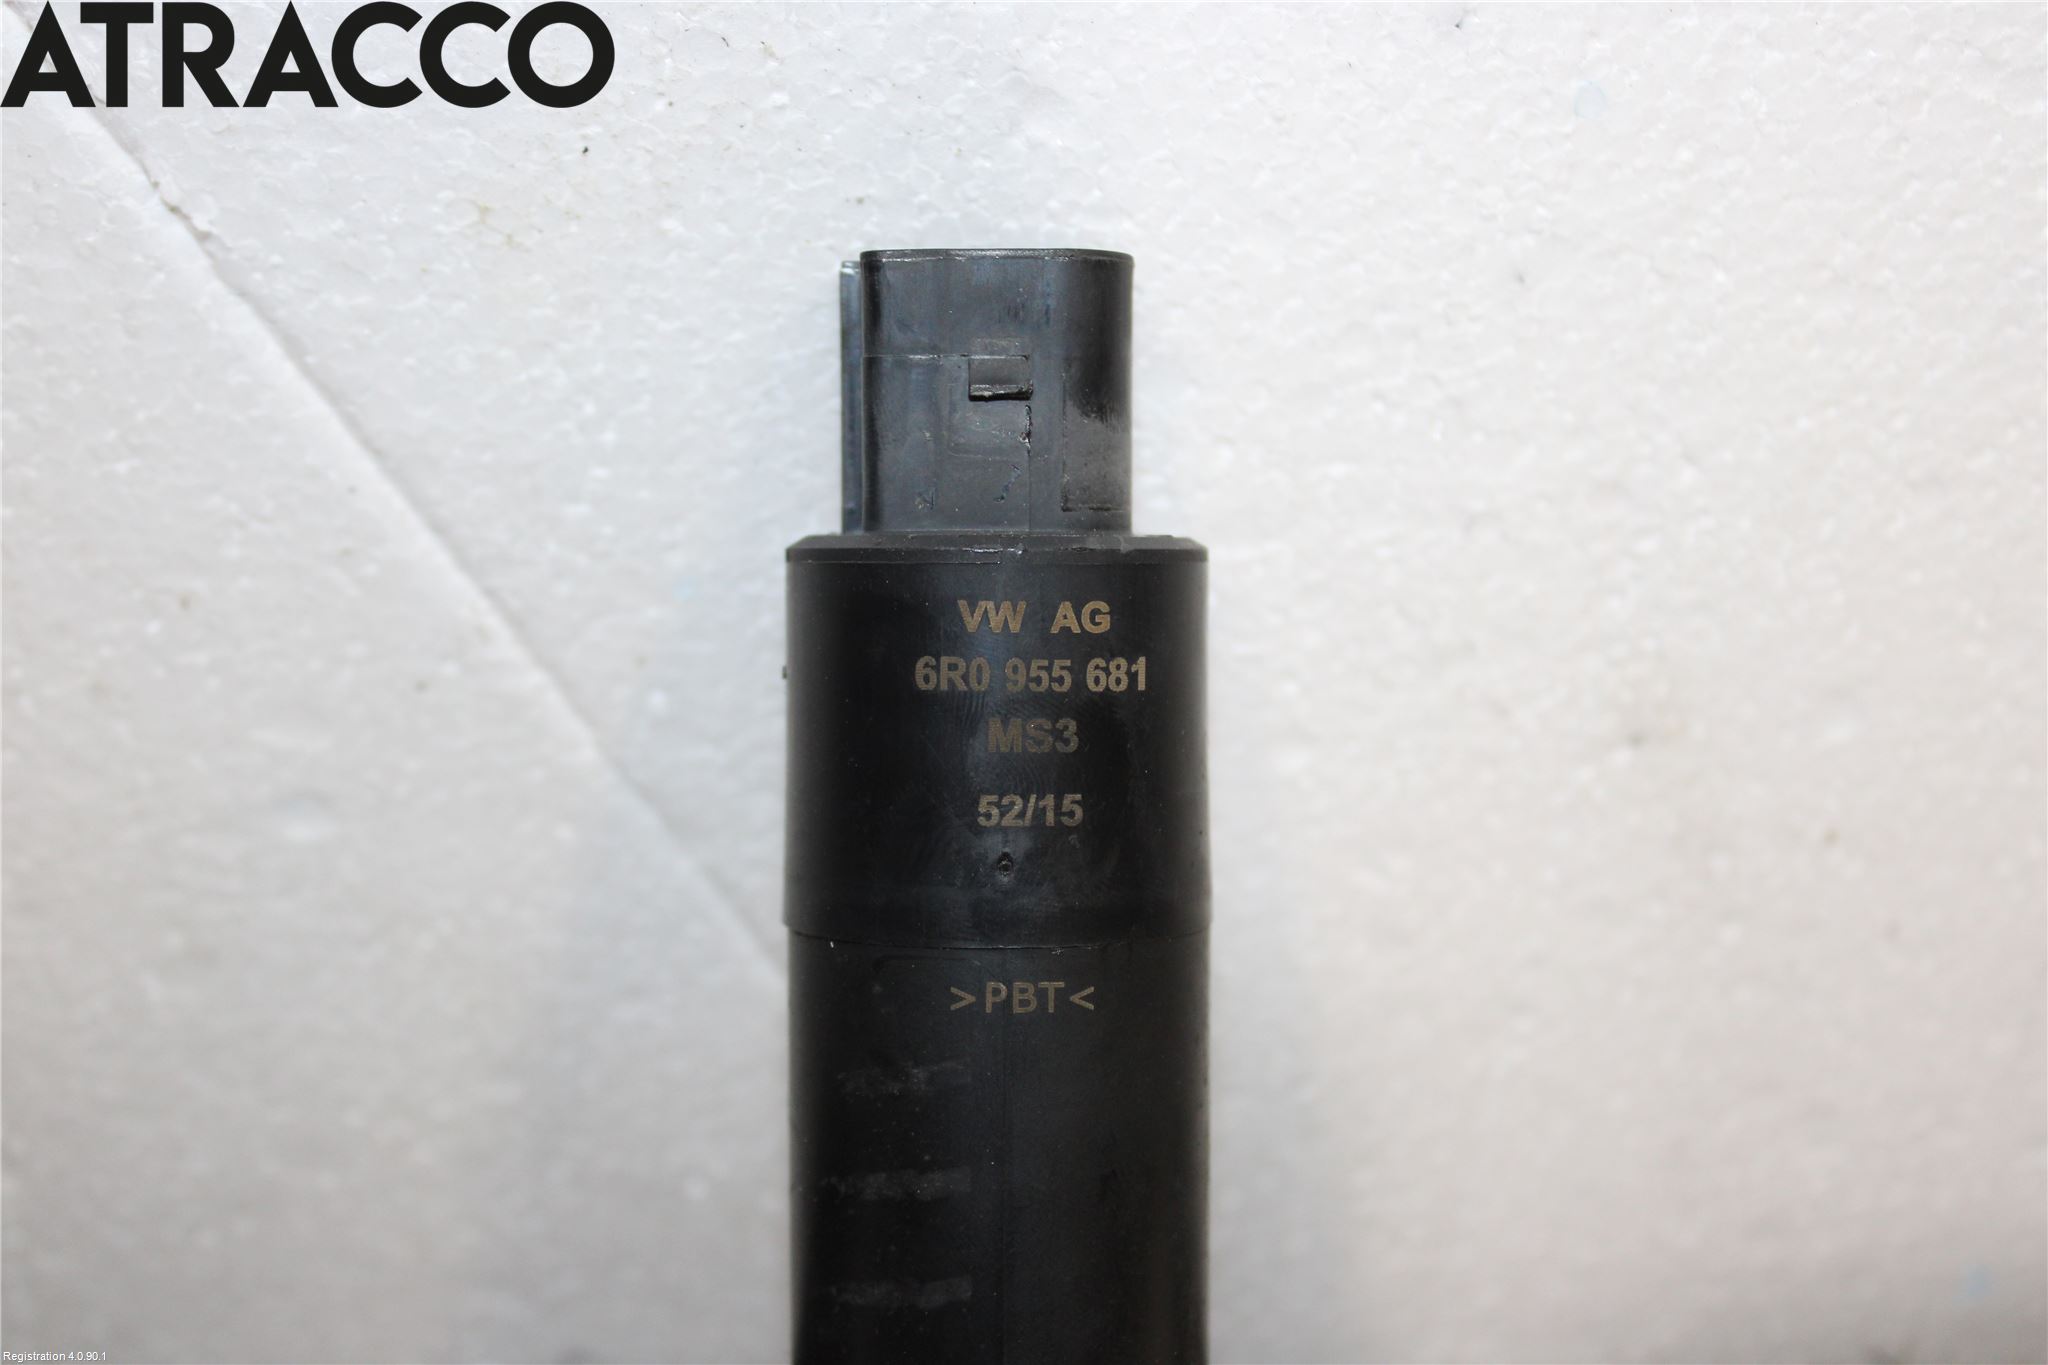 ATRACCO
VW AG
6R0 955 681
MS3
52/15
>PBT<
Registration 4.0.90.1